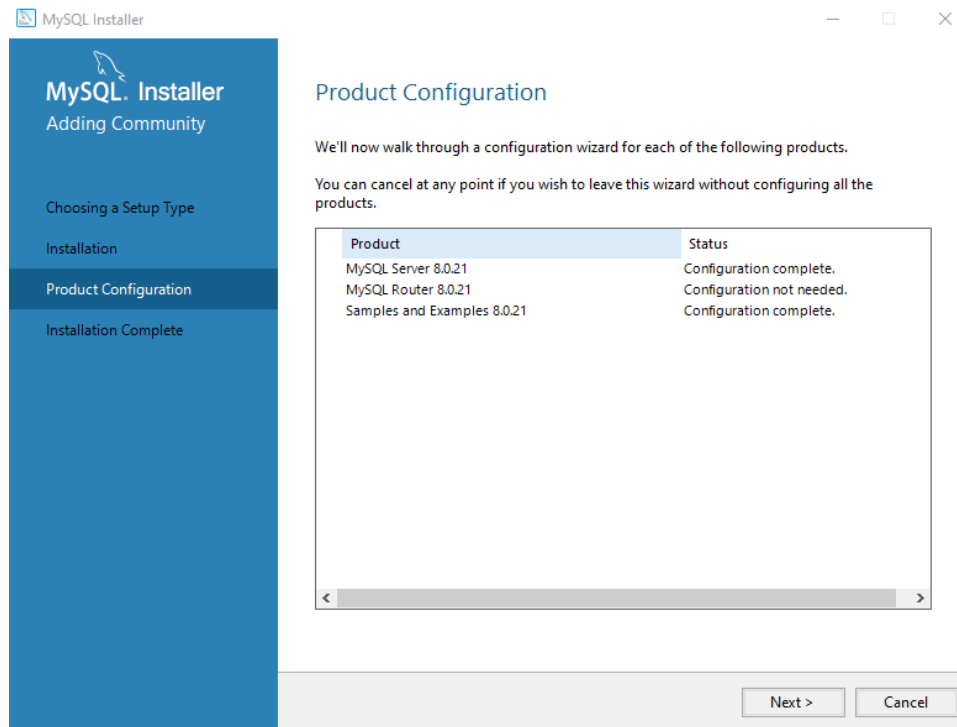 MySQL Installer
MySQL. Installer
Adding Community
Choosing a Setup Type
Installation
Product Configuration
Installation Complete
Product Configuration
We'll now walk through a configuration wizard for each of the following products.
You can cancel at any point if you wish to leave this wizard without configuring all the
products.
Product Status
MySQL Server 8.0.21 Configuration complete.
MySQL Router 8.0.21 Configuration not needed.
Samples and Examples 8.0.21 Configuration complete.
Next > Cancel